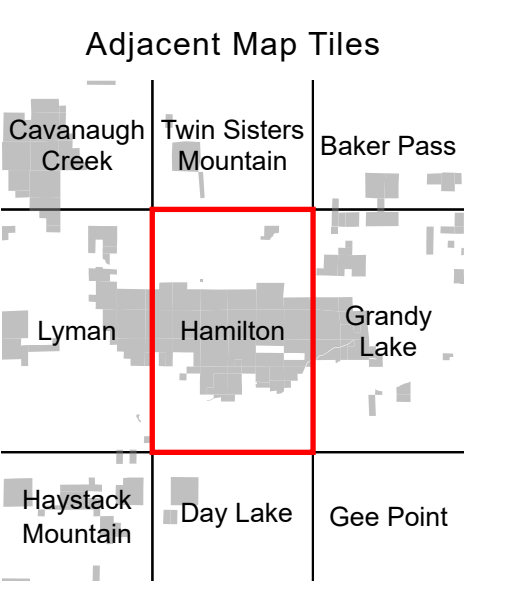 Adjacent Map Tiles
Cavanaugh
Creek
Twin Sisters
Mountain
Baker Pass
Lyman
Hamilton
Grandy
Lake
Haystack
Mountain
Day Lake
Gee Point